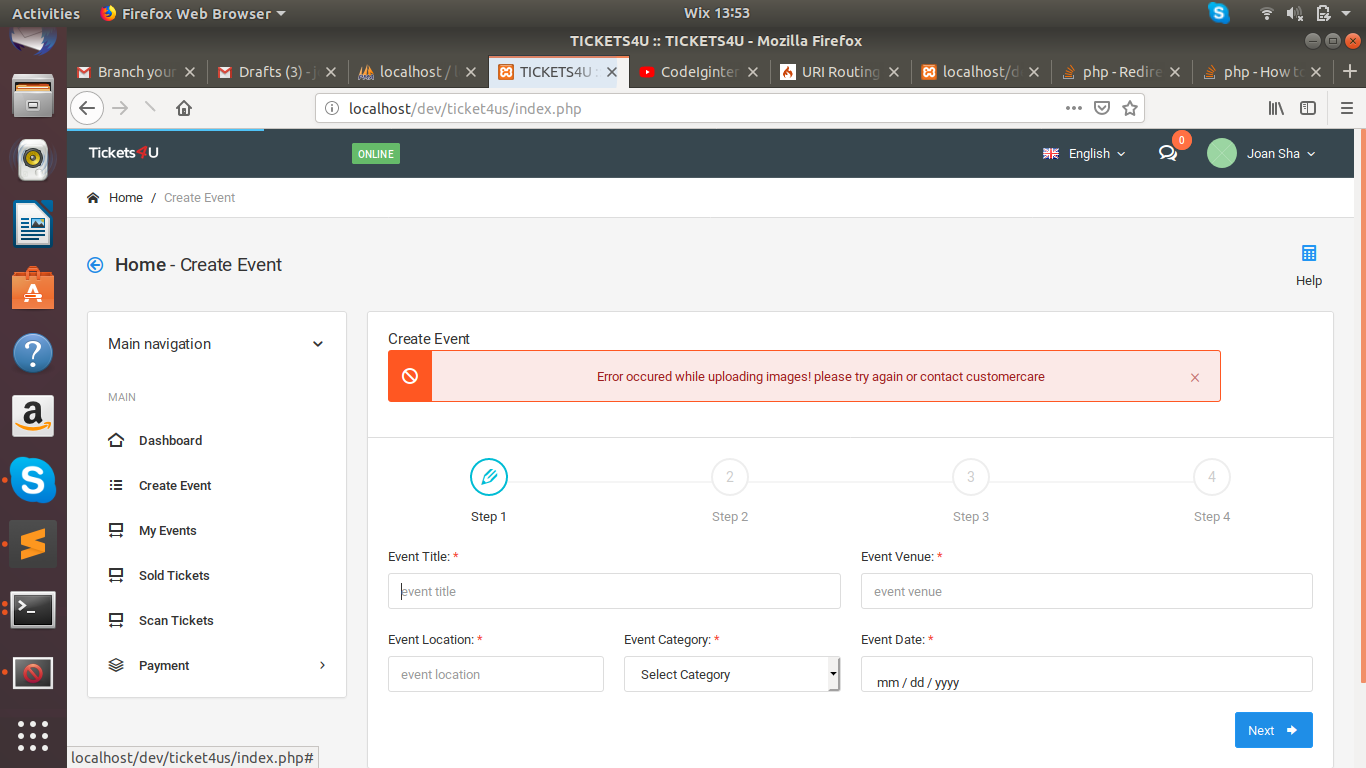 Activities Firefox Web Browser Wix 13:53
TICKETS4U :: TICKETS4U - Mozilla Firefox
Branch your Drafts (3) - j localhost / l TICKETS4U : CodeIginter URI Routing localhost/d php - Redire php - How to
localhost/dev/ticket4us/index.php
Tickets4U ONLINE English 0 Joan Sha
Home / Create Event
Home - Create Event
Help
Main navigation
MAIN
Dashboard
Create Event
My Events
Sold Tickets
Scan Tickets
Payment
Create Event
Error occured while uploading images! please try again or contact customercare ×
2 3 4
Step 1 Step 2 Step 3 Step 4
Event Title: * Event Venue: *
event title event venue
Event Location: * Event Category: * Event Date: *
event location Select Category mm / dd / yyyy
Next
localhost/dev/ticket4us/index.php#